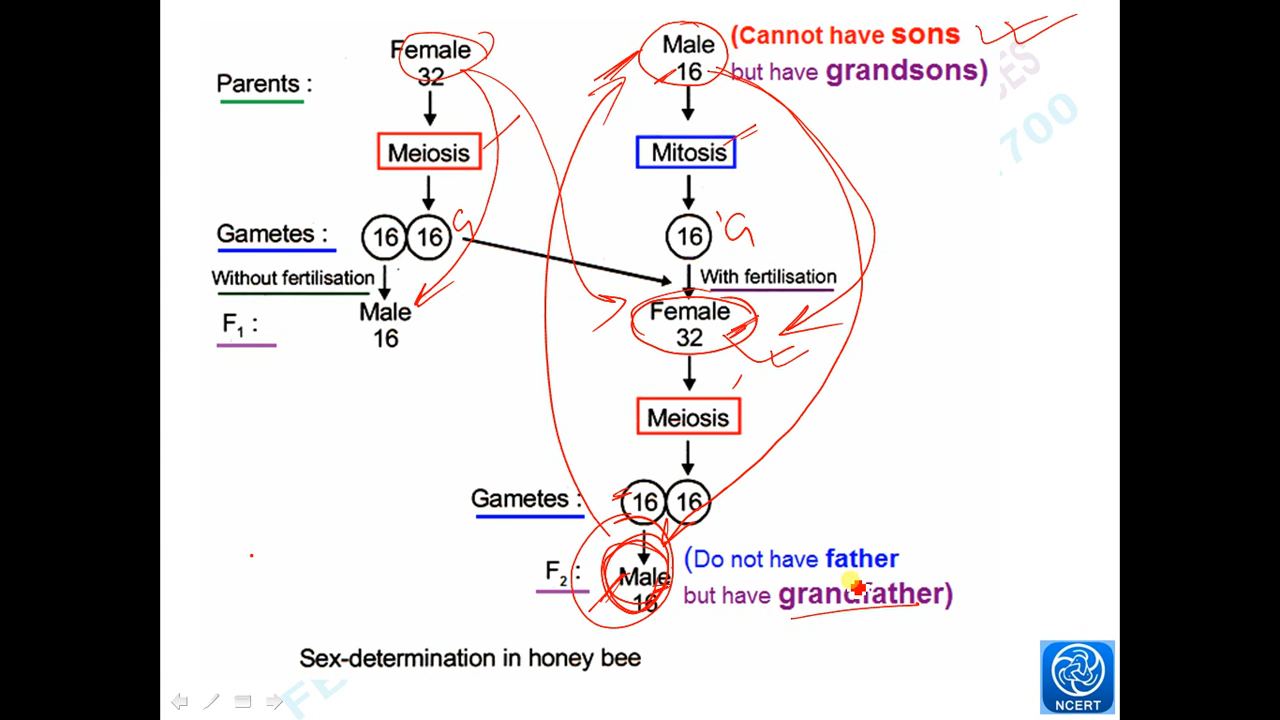 Female
32
Male
16
(Cannot have sons
but have grandsons)
Parents :
Meiosis
Mitosis
Gametes :
16 16
G
16
G
Without fertilisation
With fertilisation
F1 :
Male
16
Female
32
Meiosis
Gametes :
16 16
F2 :
Male
16
(Do not have father
but have grandfather)
Sex-determination in honey bee
NCERT
700